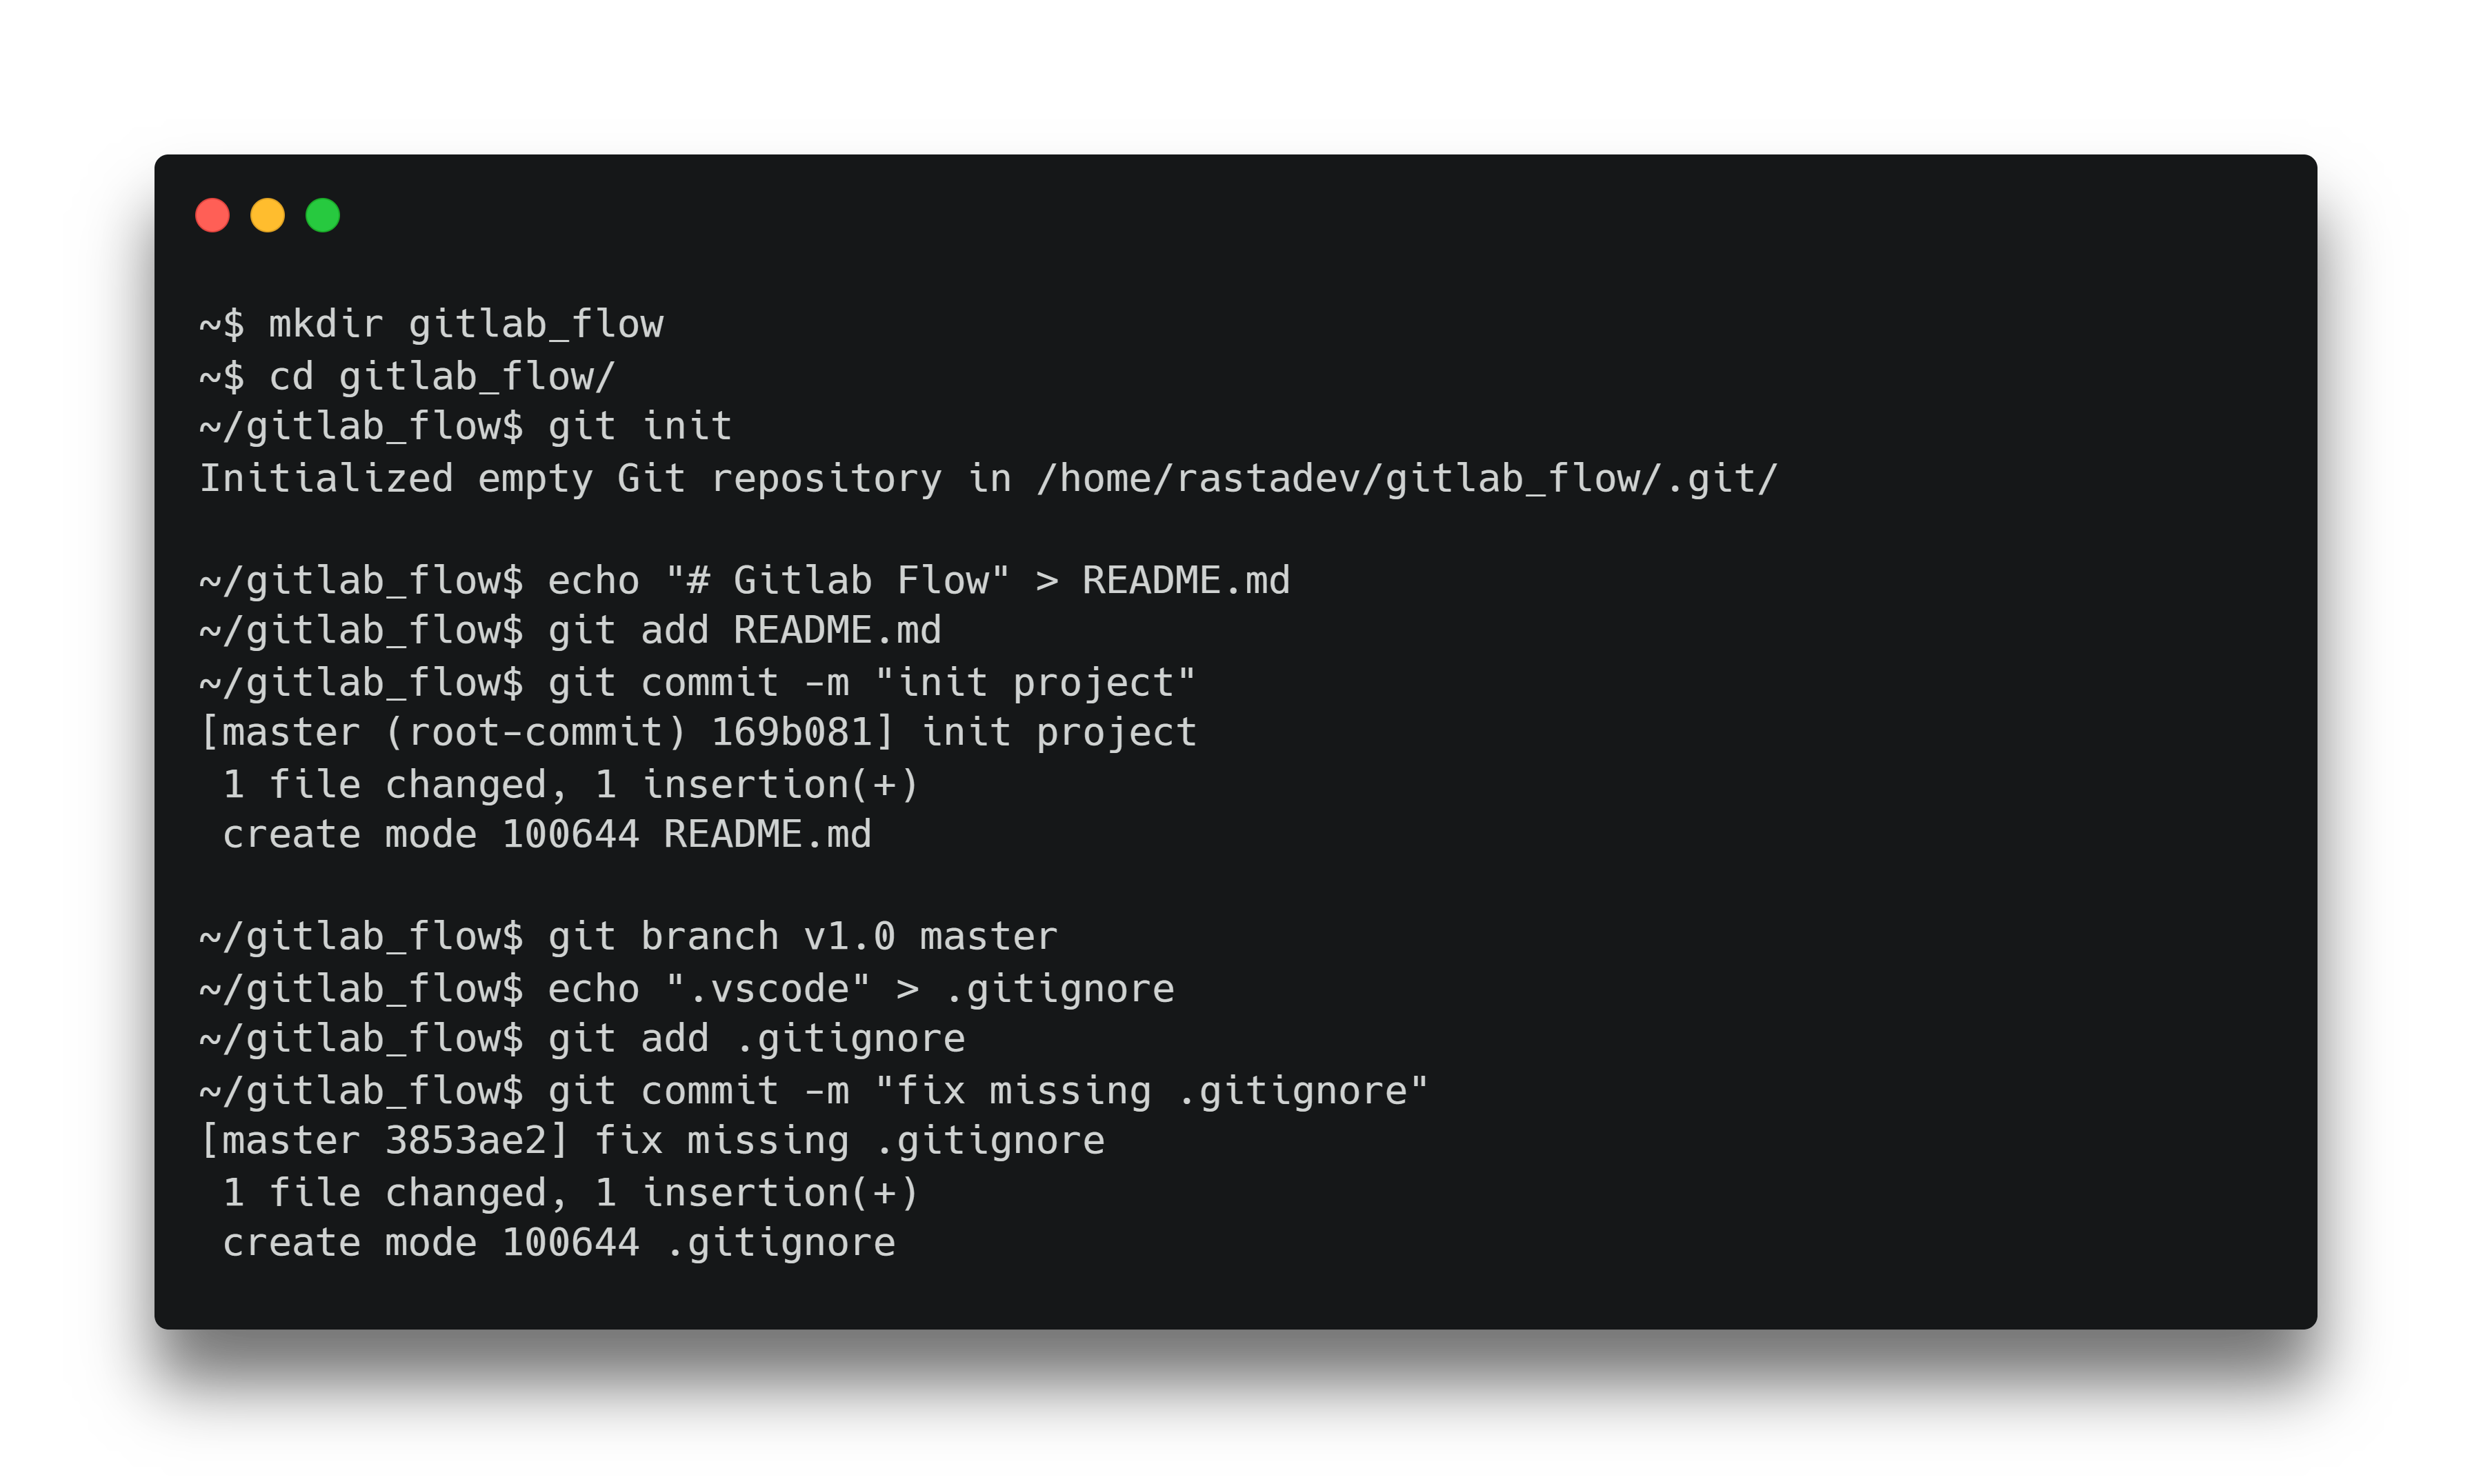 ~$ mkdir gitlab_flow
~$ cd gitlab_flow/
~/gitlab_flow$ git init
Initialized empty Git repository in /home/rastadev/gitlab_flow/.git/

~/gitlab_flow$ echo "# Gitlab Flow" > README.md
~/gitlab_flow$ git add README.md
~/gitlab_flow$ git commit -m "init project"
[master (root-commit) 169b081] init project
 1 file changed, 1 insertion(+)
 create mode 100644 README.md

~/gitlab_flow$ git branch v1.0 master
~/gitlab_flow$ echo ".vscode" > .gitignore
~/gitlab_flow$ git add .gitignore
~/gitlab_flow$ git commit -m "fix missing .gitignore"
[master 3853ae2] fix missing .gitignore
 1 file changed, 1 insertion(+)
 create mode 100644 .gitignore